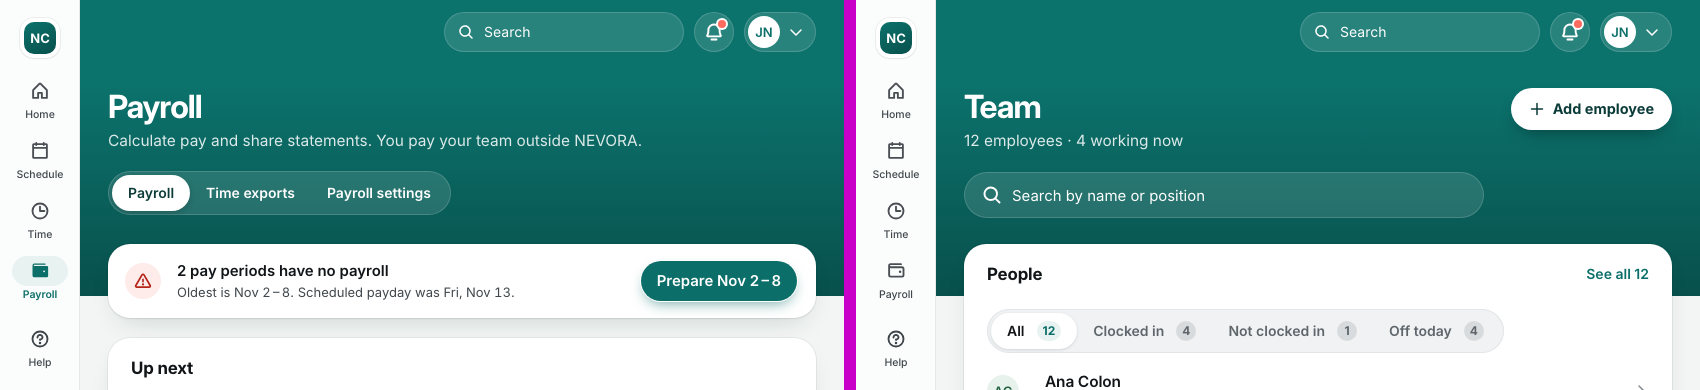 NC
Search
JN
Home
Schedule
Time
Payroll
Help
Payroll
Calculate pay and share statements. You pay your team outside NEVORA.
Payroll
Time exports
Payroll settings
2 pay periods have no payroll
Oldest is Nov 2 – 8. Scheduled payday was Fri, Nov 13.
Prepare Nov 2 – 8
Up next
NC
Search
JN
Home
Schedule
Time
Payroll
Help
Team
12 employees · 4 working now
+ Add employee
Search by name or position
People
See all 12
All 12
Clocked in 4
Not clocked in 1
Off today 4
Ana Colon